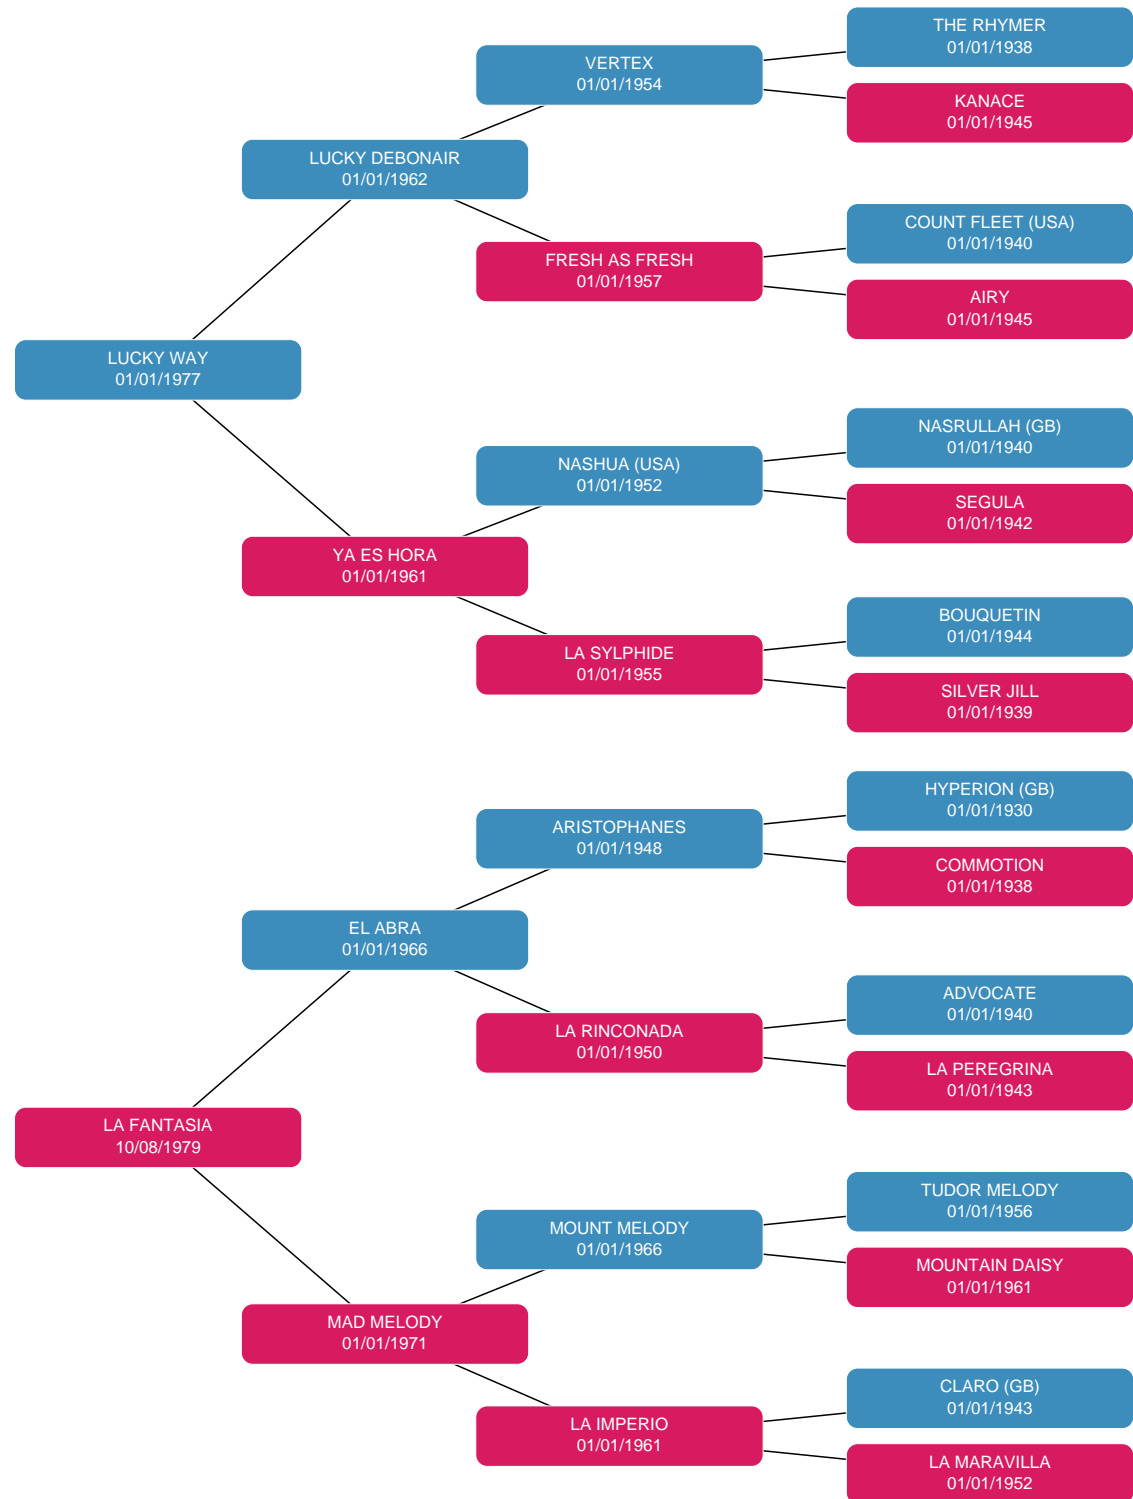 THE RHYMER
01/01/1938
VERTEX
01/01/1954
KANACE
01/01/1945
LUCKY DEBONAIR
01/01/1962
COUNT FLEET (USA)
01/01/1940
FRESH AS FRESH
01/01/1957
AIRY
01/01/1945
LUCKY WAY
01/01/1977
NASRULLAH (GB)
01/01/1940
NASHUA (USA)
01/01/1952
SEGULA
01/01/1942
YA ES HORA
01/01/1961
BOUQUETIN
01/01/1944
LA SYLPHIDE
01/01/1955
SILVER JILL
01/01/1939
HYPERION (GB)
01/01/1930
ARISTOPHANES
01/01/1948
COMMOTION
01/01/1938
EL ABRA
01/01/1966
ADVOCATE
01/01/1940
LA RINCONADA
01/01/1950
LA PEREGRINA
01/01/1943
LA FANTASIA
10/08/1979
TUDOR MELODY
01/01/1956
MOUNT MELODY
01/01/1966
MOUNTAIN DAISY
01/01/1961
MAD MELODY
01/01/1971
CLARO (GB)
01/01/1943
LA IMPERIO
01/01/1961
LA MARAVILLA
01/01/1952